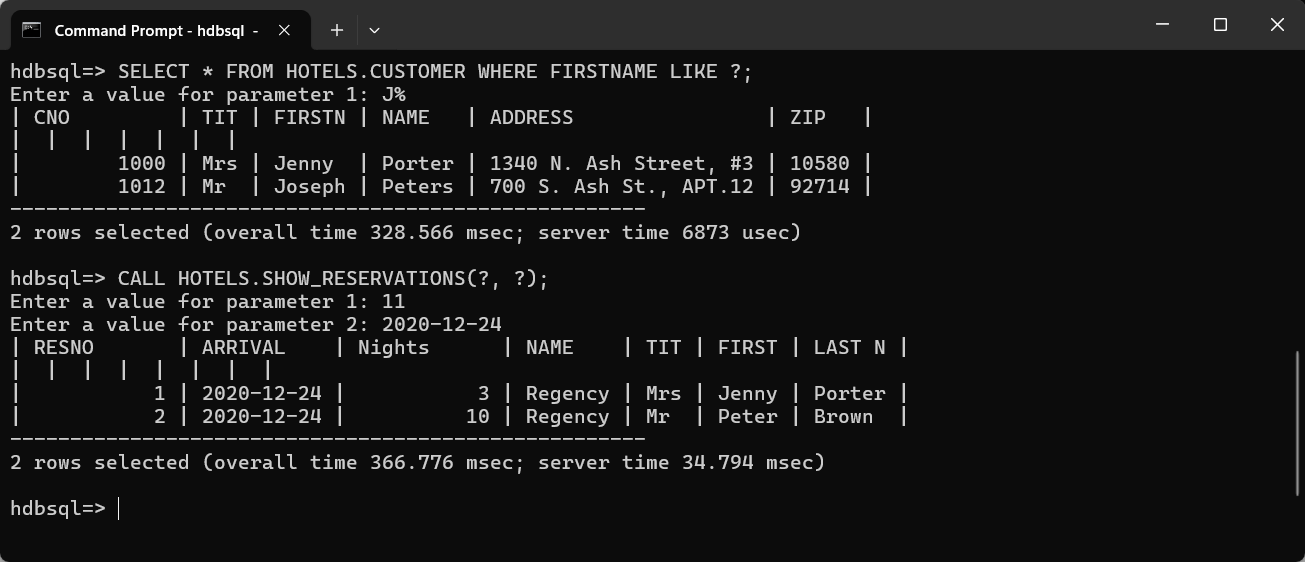 Command Prompt - hdbsql  -
hdbsql=> SELECT * FROM HOTELS.CUSTOMER WHERE FIRSTNAME LIKE ?;
Enter a value for parameter 1: J%
| CNO         | TIT | FIRSTN | NAME   | ADDRESS                | ZIP   |
|  |  |  |  |  |  |
|        1000 | Mrs | Jenny  | Porter | 1340 N. Ash Street, #3 | 10580 |
|        1012 | Mr  | Joseph | Peters | 700 S. Ash St., APT.12 | 92714 |
-----------------------------------------------------
2 rows selected (overall time 328.566 msec; server time 6873 usec)
hdbsql=> CALL HOTELS.SHOW_RESERVATIONS(?, ?);
Enter a value for parameter 1: 11
Enter a value for parameter 2: 2020-12-24
| RESNO       | ARRIVAL    | Nights      | NAME    | TIT | FIRST | LAST N |
|  |  |  |  |  |  |  |
|           1 | 2020-12-24 |           3 | Regency | Mrs | Jenny | Porter |
|           2 | 2020-12-24 |          10 | Regency | Mr  | Peter | Brown  |
-----------------------------------------------------
2 rows selected (overall time 366.776 msec; server time 34.794 msec)
hdbsql=>